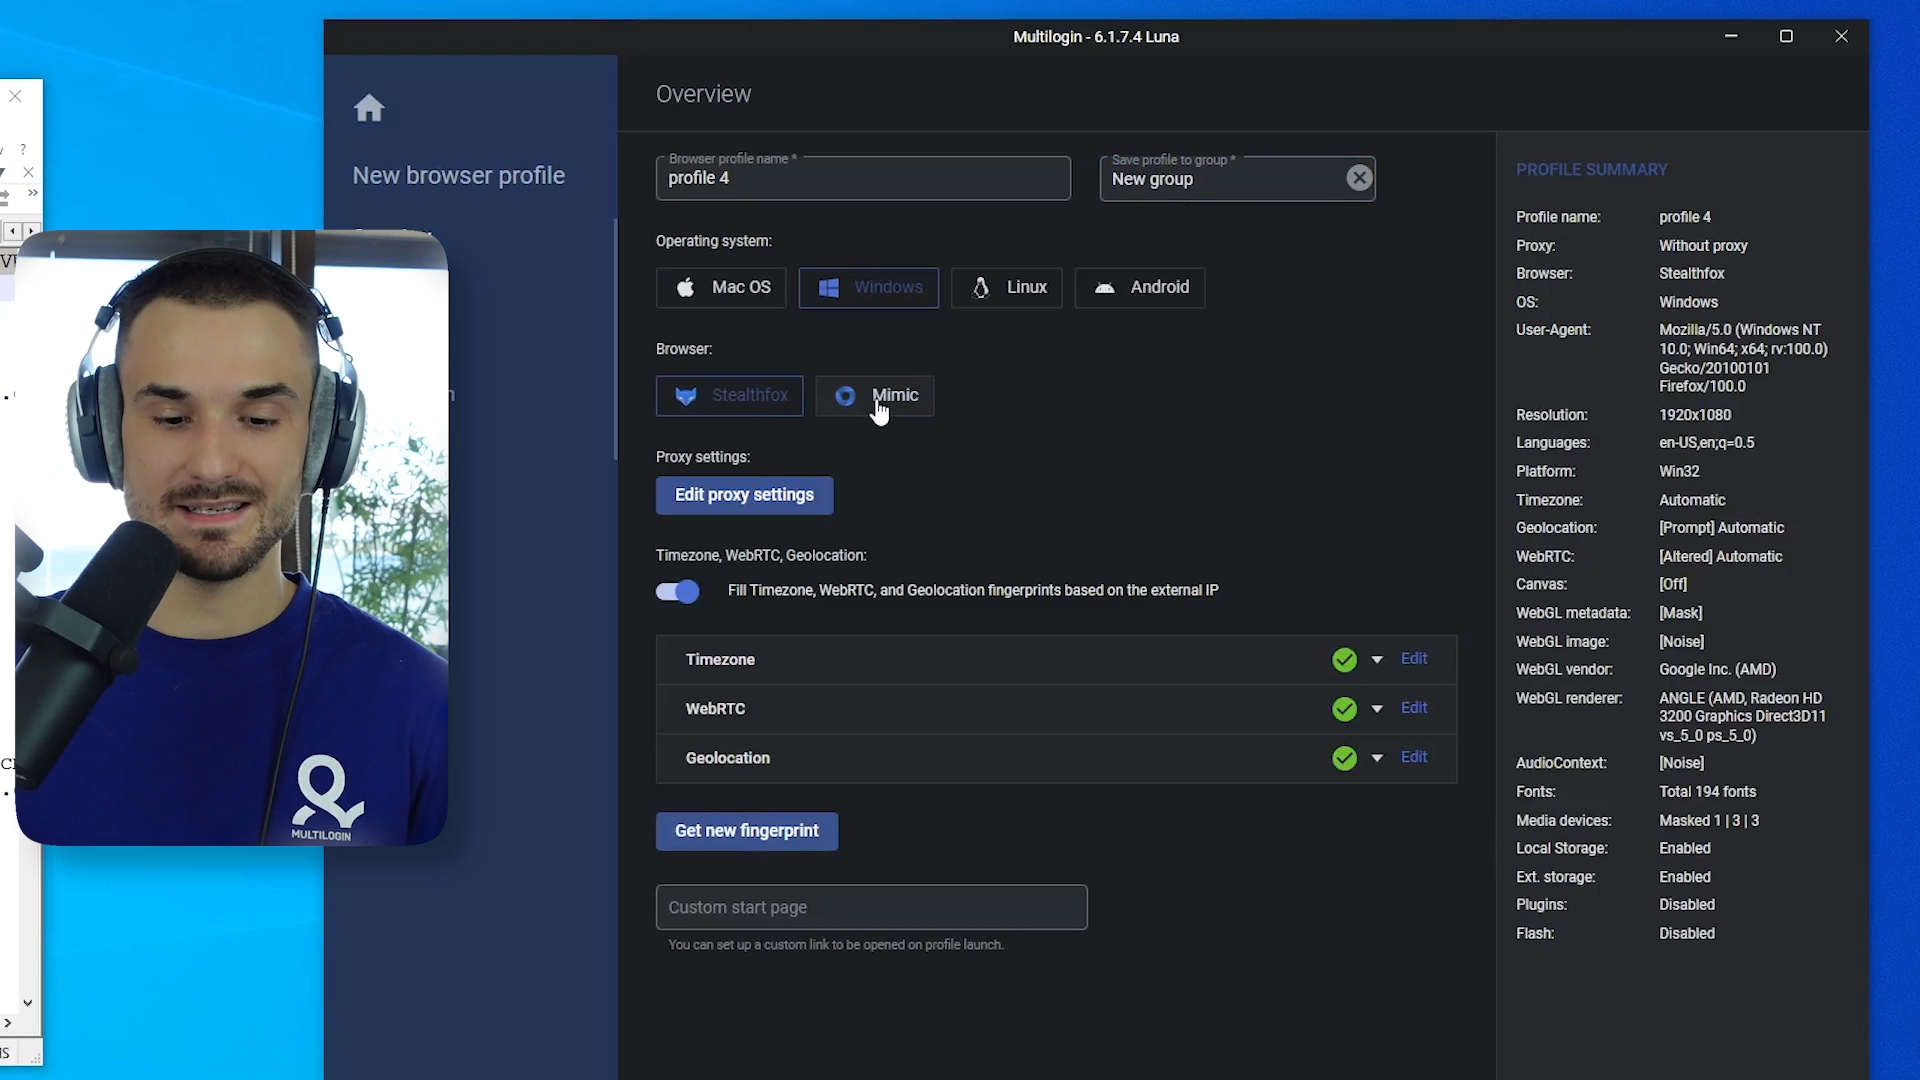 Multilogin - 6.1.7.4 Luna
Overview
New browser profile
Browser profile name *
profile 4
Save profile to group *
New group
Operating system:
Mac OS
Windows
Linux
Android
Browser:
Stealthfox
Mimic
Proxy settings:
Edit proxy settings
Timezone, WebRTC, Geolocation:
Fill Timezone, WebRTC, and Geolocation fingerprints based on the external IP
Timezone
Edit
WebRTC
Edit
Geolocation
Edit
Get new fingerprint
Custom start page
You can set up a custom link to be opened on profile launch.
PROFILE SUMMARY
Profile name: profile 4
Proxy: Without proxy
Browser: Stealthfox
OS: Windows
User-Agent: Mozilla/5.0 (Windows NT
10.0; Win64; x64; rv:100.0)
Gecko/20100101
Firefox/100.0
Resolution: 1920x1080
Languages: en-US,en;q=0.5
Platform: Win32
Timezone: Automatic
Geolocation: [Prompt] Automatic
WebRTC: [Altered] Automatic
Canvas: [Off]
WebGL metadata: [Mask]
WebGL image: [Noise]
WebGL vendor: Google Inc. (AMD)
WebGL renderer: ANGLE (AMD, Radeon HD
3200 Graphics Direct3D11
vs_5_0 ps_5_0)
AudioContext: [Noise]
Fonts: Total 194 fonts
Media devices: Masked 1 | 3 | 3
Local Storage: Enabled
Ext. storage: Enabled
Plugins: Disabled
Flash: Disabled
MULTILOGIN